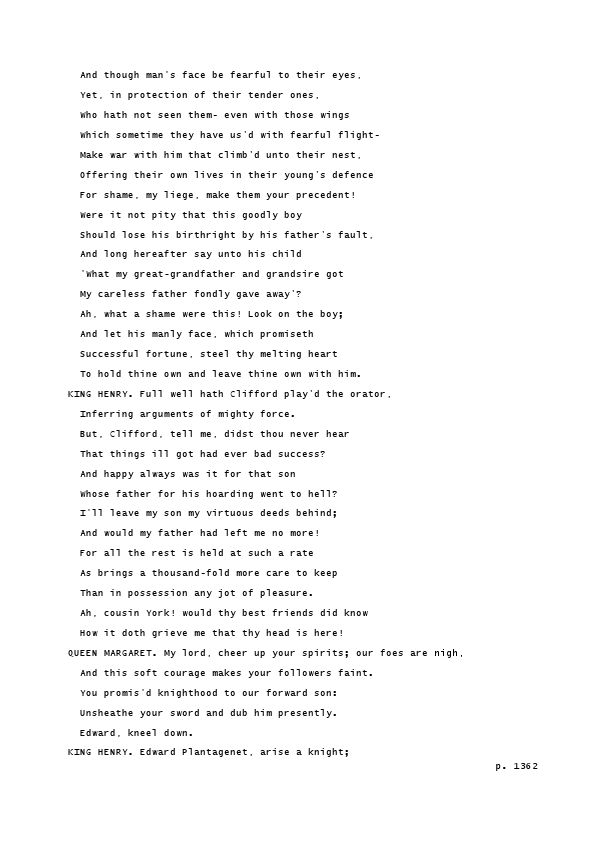 And though man's face be fearful to their eyes,
Yet, in protection of their tender ones,
Who hath not seen them- even with those wings
Which sometime they have us'd with fearful flight-
Make war with him that climb'd unto their nest,
Offering their own lives in their young's defence
For shame, my liege, make them your precedent!
Were it not pity that this goodly boy
Should lose his birthright by his father's fault,
And long hereafter say unto his child
'What my great-grandfather and grandsire got
My careless father fondly gave away'?
Ah, what a shame were this! Look on the boy;
And let his manly face, which promiseth
Successful fortune, steel thy melting heart
To hold thine own and leave thine own with him.
KING HENRY. Full well hath Clifford play'd the orator,
Inferring arguments of mighty force.
But, Clifford, tell me, didst thou never hear
That things ill got had ever bad success?
And happy always was it for that son
Whose father for his hoarding went to hell?
I'll leave my son my virtuous deeds behind;
And would my father had left me no more!
For all the rest is held at such a rate
As brings a thousand-fold more care to keep
Than in possession any jot of pleasure.
Ah, cousin York! would thy best friends did know
How it doth grieve me that thy head is here!
QUEEN MARGARET. My lord, cheer up your spirits; our foes are nigh,
And this soft courage makes your followers faint.
You promis'd knighthood to our forward son:
Unsheathe your sword and dub him presently.
Edward, kneel down.
KING HENRY. Edward Plantagenet, arise a knight;
p. 1362